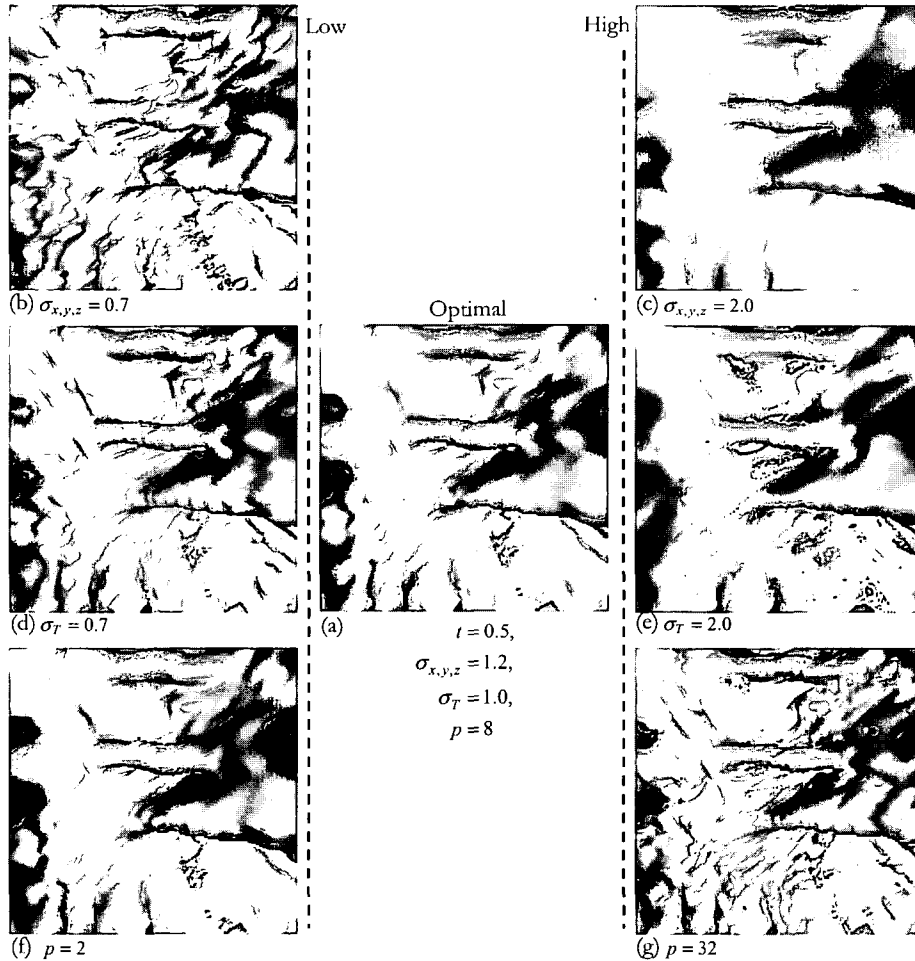 Low
High
(b) σx,y,z = 0.7
Optimal
(c) σx,y,z = 2.0
(d) σT = 0.7
(a)
(e) σT = 2.0
t = 0.5,
σx,y,z = 1.2,
σT = 1.0,
p = 8
(f) p = 2
(g) p = 32